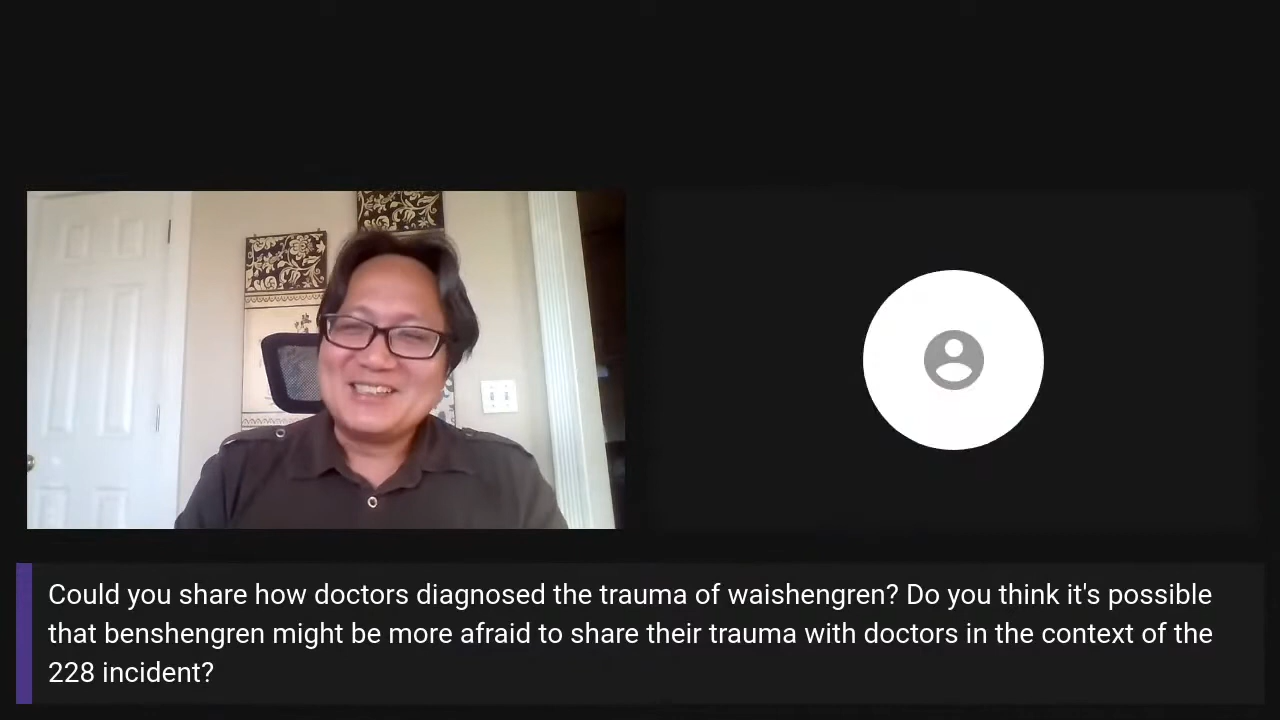 Could you share how doctors diagnosed the trauma of waishengren? Do you think it's possible
that benshengren might be more afraid to share their trauma with doctors in the context of the
228 incident?